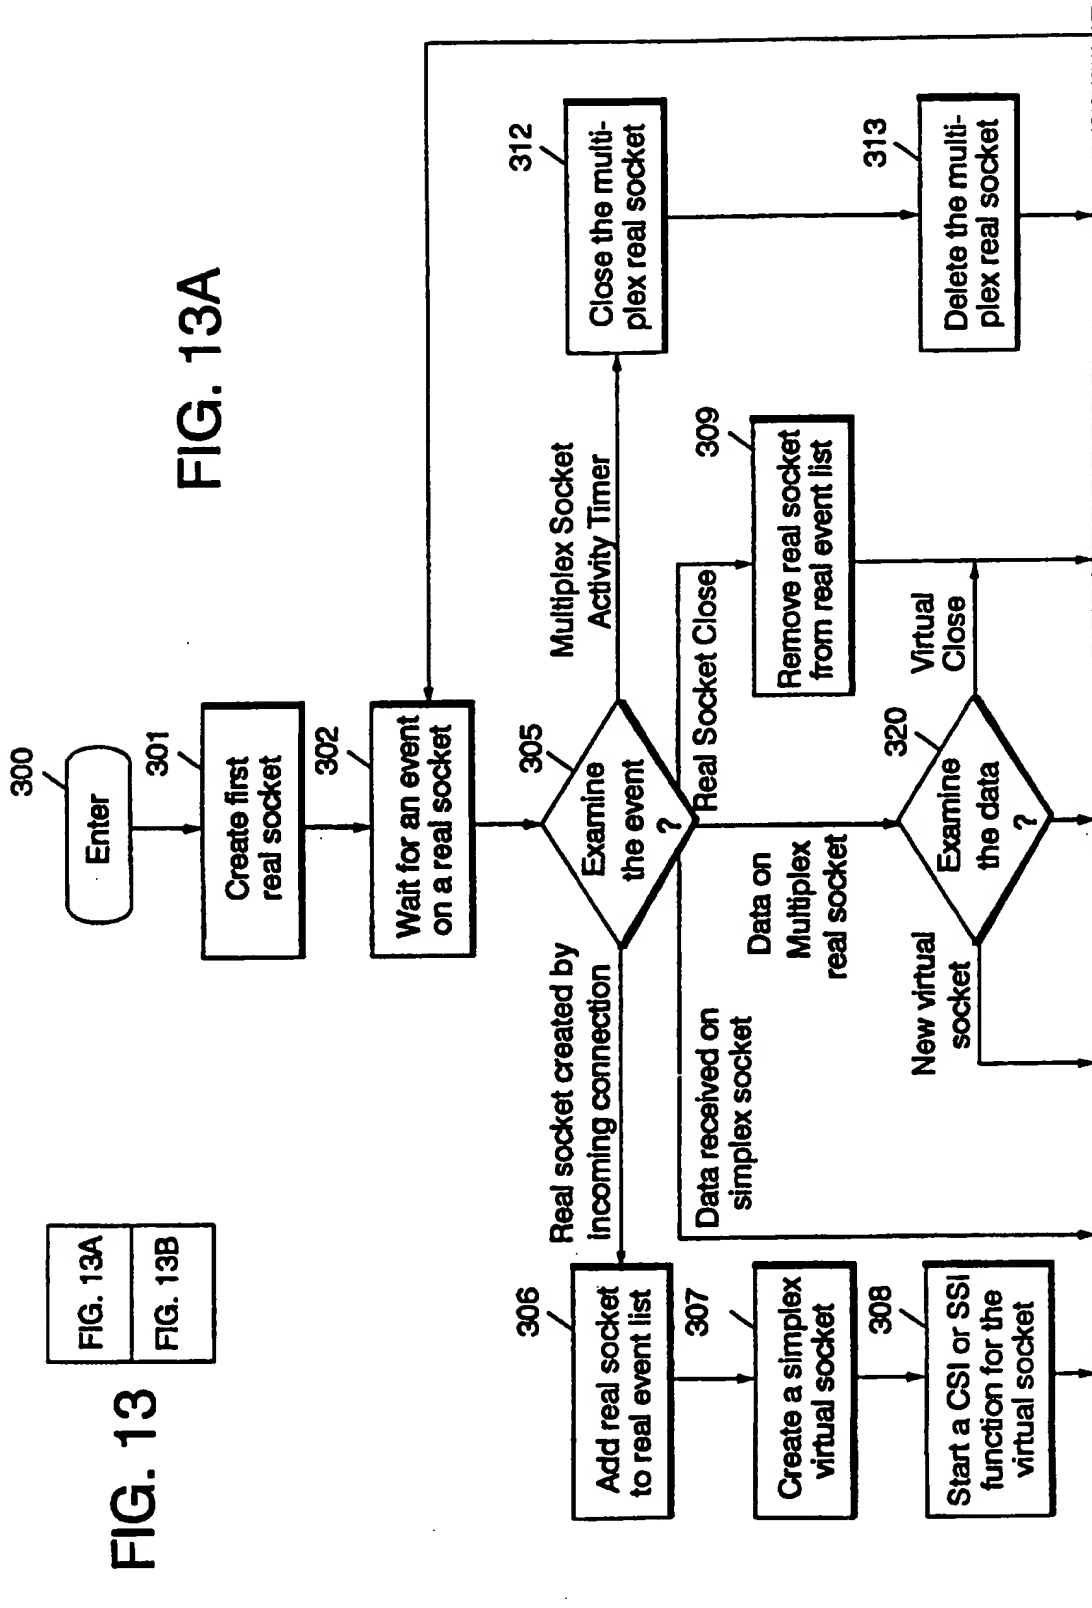 FIG. 13
FIG. 13A
FIG. 13B
FIG. 13A
300
Enter
301
Create first
real socket
302
Wait for an event
on a real socket
305
Examine
the event
?
Real socket created by
incoming connection
Multiplex Socket
Activity Timer
Data received on
simplex socket
Data on
Multiplex
real socket
Real Socket Close
306
Add real socket
to real event list
307
Create a simplex
virtual socket
308
Start a CSI or SSI
function for the
virtual socket
309
Remove real socket
from real event list
312
Close the multi-
plex real socket
313
Delete the multi-
plex real socket
320
Examine
the data
?
New virtual
socket
Virtual
Close